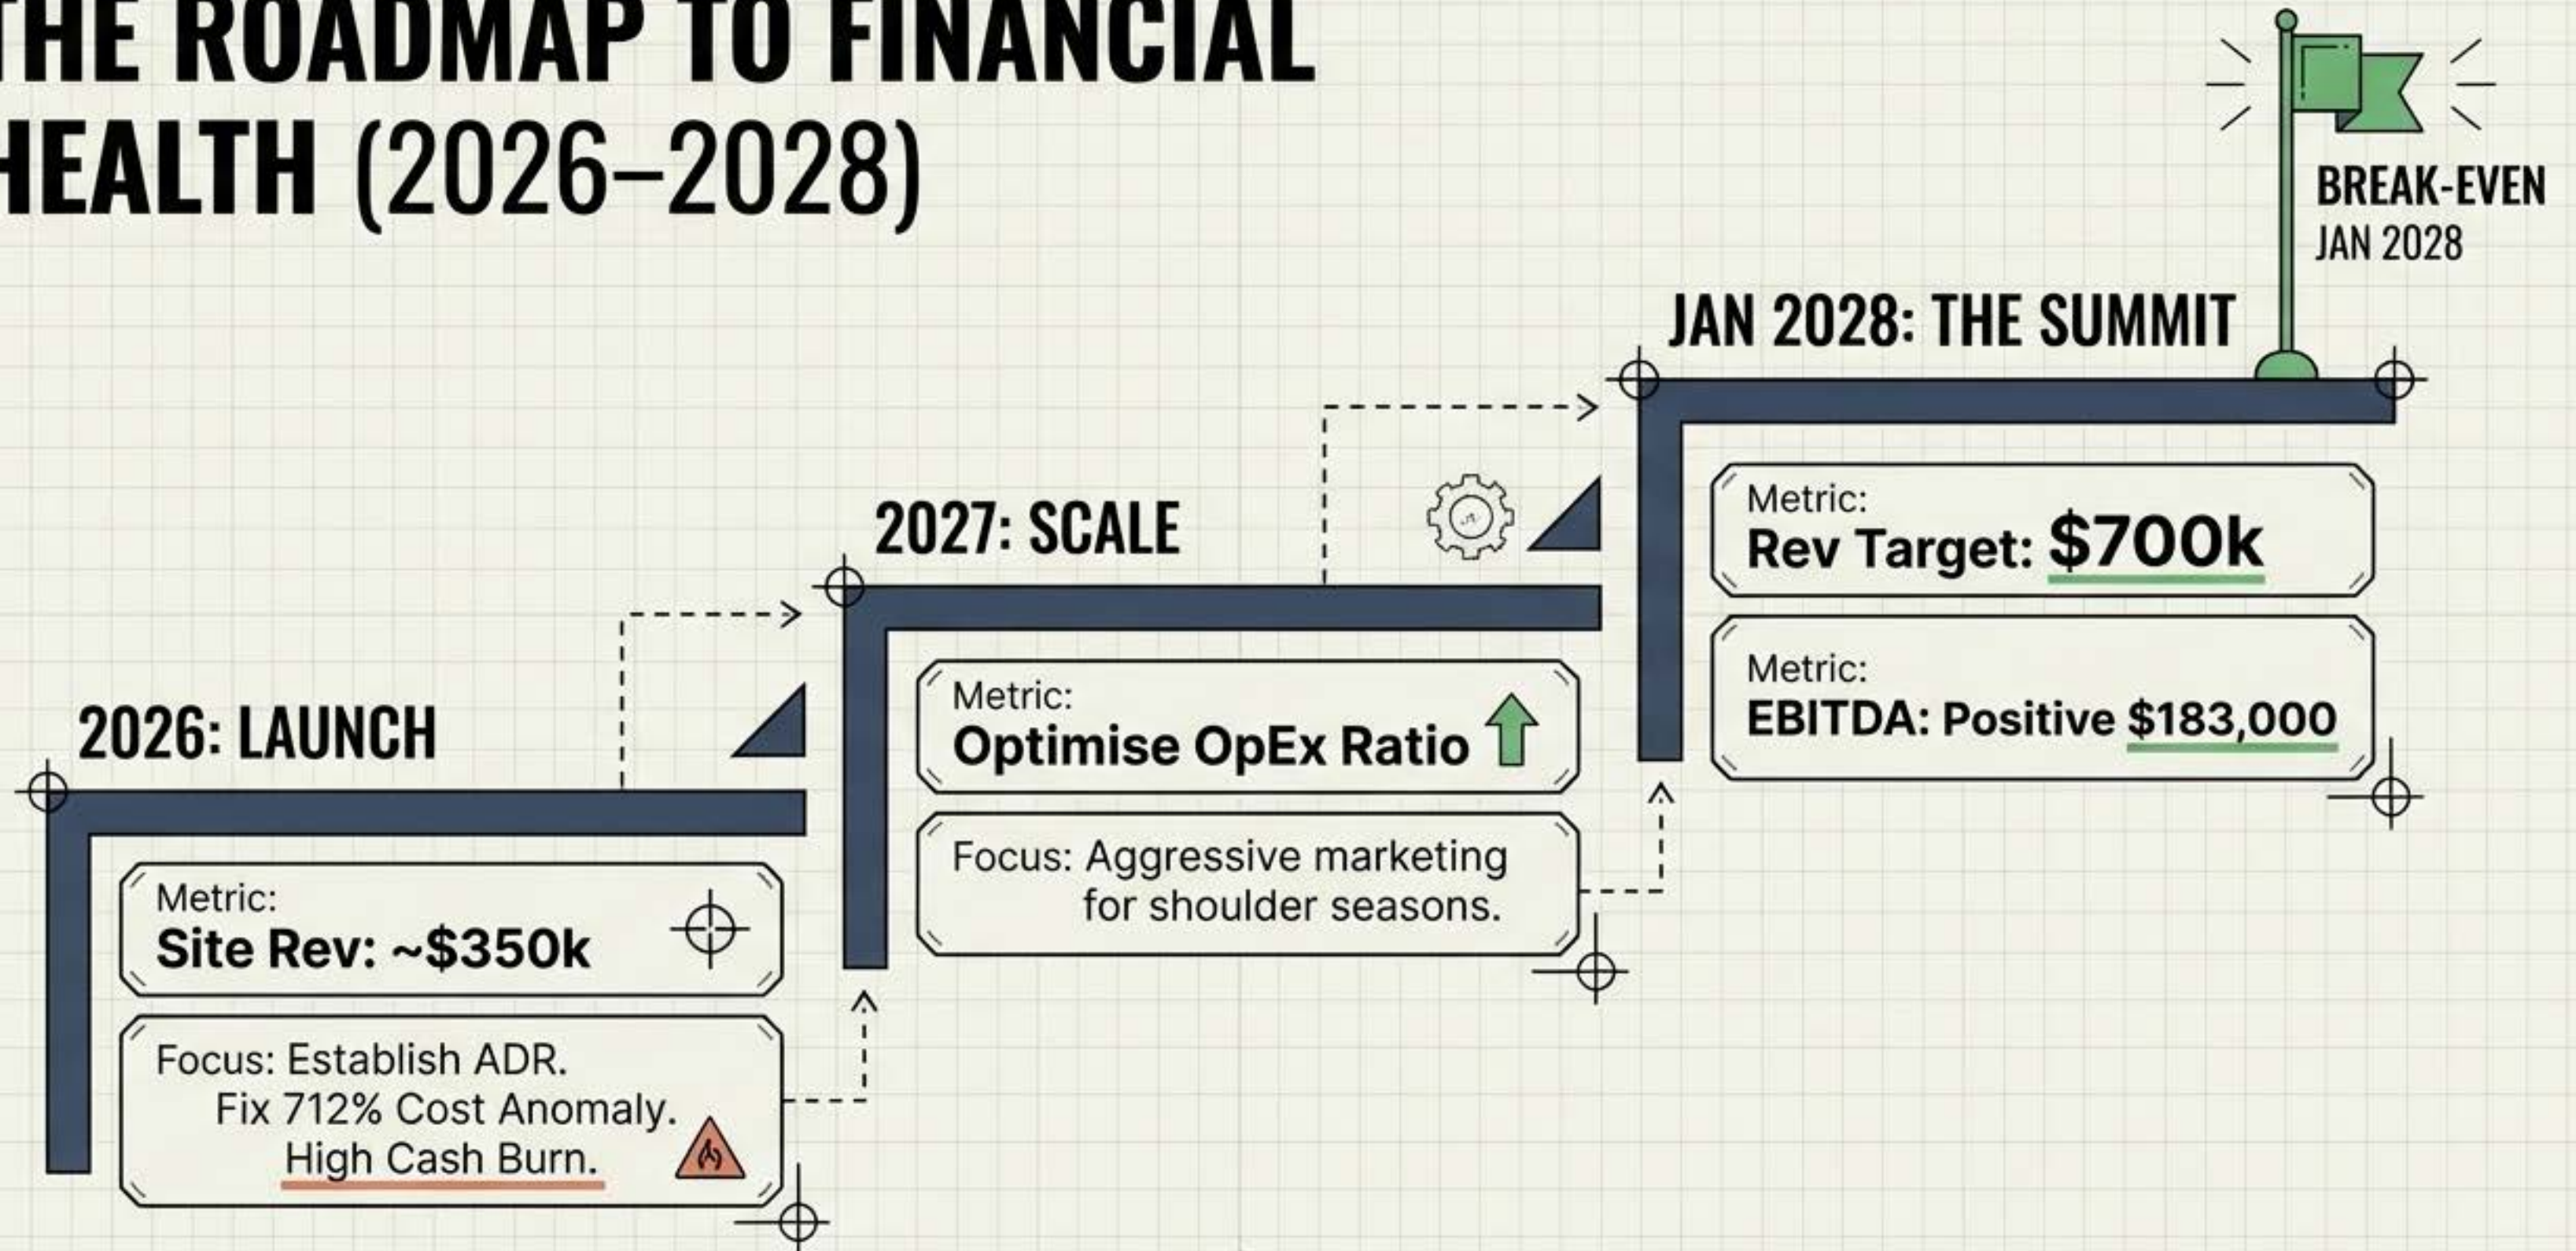 THE ROADMAP TO FINANCIAL
HEALTH (2026–2028)
BREAK-EVEN
JAN 2028
JAN 2028: THE SUMMIT
Metric:
Rev Target: $700k
Metric:
EBITDA: Positive $183,000
2027: SCALE
Metric:
Optimise OpEx Ratio
Focus: Aggressive marketing
for shoulder seasons.
2026: LAUNCH
Metric:
Site Rev: ~$350k
Focus: Establish ADR.
Fix 712% Cost Anomaly.
High Cash Burn.